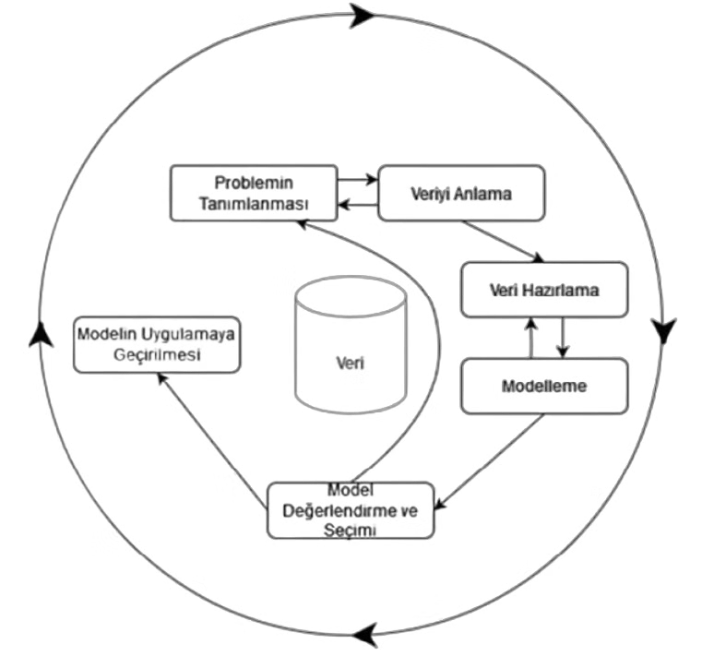 Problemin
Tanımlanması
Veriyi Anlama
Veri Hazırlama
Modelleme
Model
Değerlendirme ve
Seçimi
Modelin Uygulamaya
Geçirilmesi
Veri